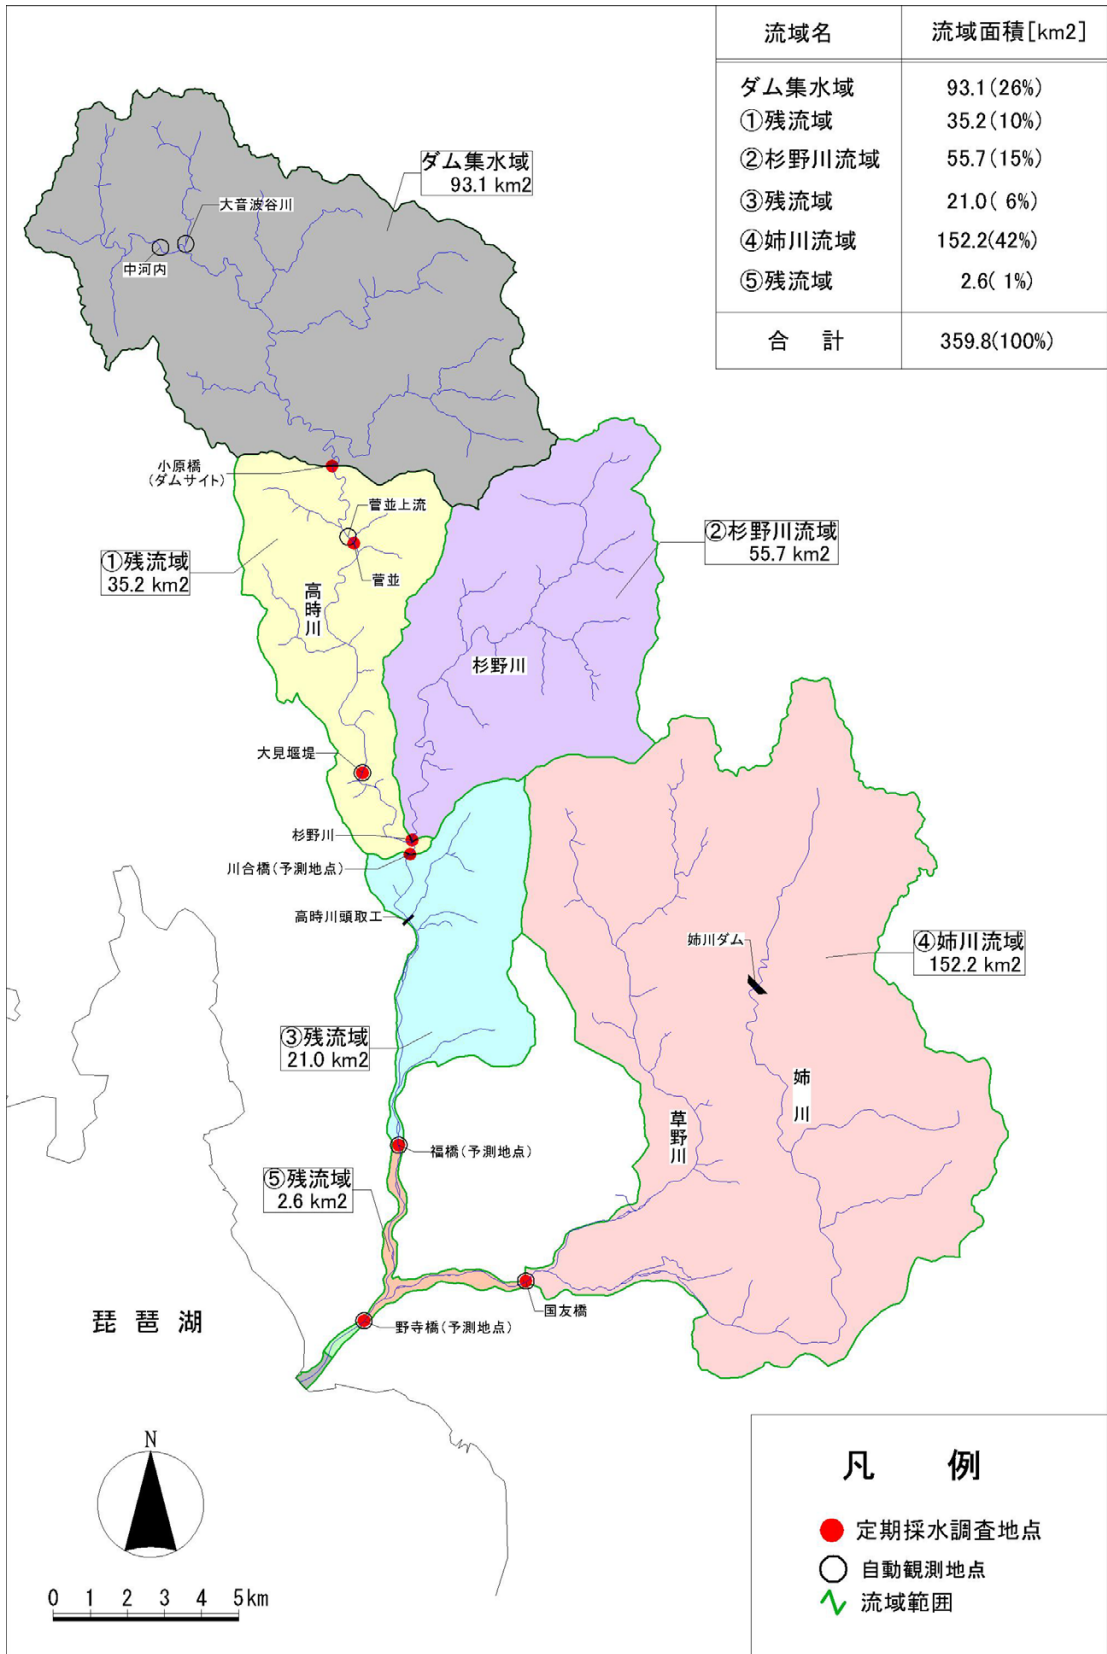 流域名 流域面積[km2]
ダム集水域 93.1(26%)
①残流域 35.2(10%)
②杉野川流域 55.7(15%)
③残流域 21.0( 6%)
④姉川流域 152.2(42%)
⑤残流域 2.6( 1%)
合 計 359.8(100%)
ダム集水域
93.1 km2
大音波谷川
中河内
小原橋
(ダムサイト)
菅並上流
菅並
①残流域
35.2 km2
高時川
②杉野川流域
55.7 km2
杉野川
大見堰堤
杉野川
川合橋(予測地点)
高時川頭取工
姉川ダム
④姉川流域
152.2 km2
③残流域
21.0 km2
姉川
草野川
福橋(予測地点)
⑤残流域
2.6 km2
国友橋
野寺橋(予測地点)
琵琶湖
N
0 1 2 3 4 5km
凡 例
定期採水調査地点
自動観測地点
流域範囲